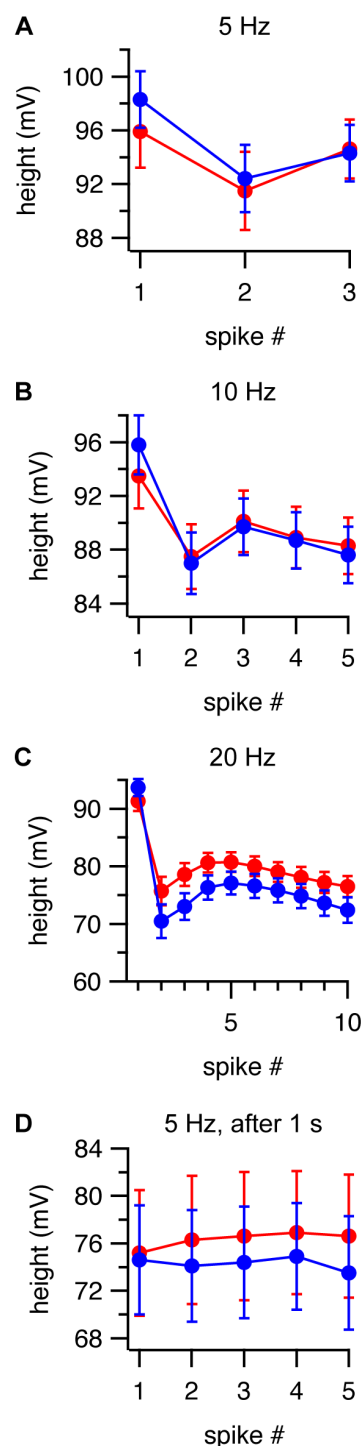 A 5 Hz
height (mV)
100
96
92
88
1 2 3
spike #
B 10 Hz
height (mV)
96
92
88
84
1 2 3 4 5
spike #
C 20 Hz
height (mV)
90
80
70
60
5 10
spike #
D 5 Hz, after 1 s
height (mV)
84
80
76
72
68
1 2 3 4 5
spike #